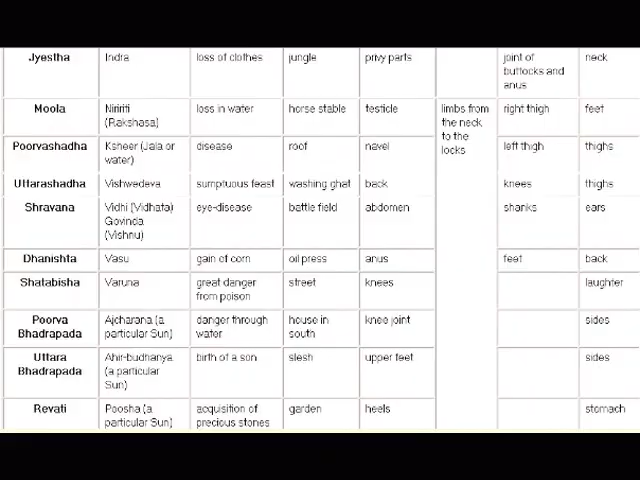 Jyestha Indra loss of clothes jungle privy parts joint of neck
buttocks and
anus
Moola Niririti loss in water horse stable testicle limbs from right thigh feet
(Rakshasa) the neck
to the
locks
Poorvashadha Ksheer (Jala or disease roof navel left thigh thighs
water)
Uttarashadha Vishwedeva sumptuous feast washing ghat back knees thighs
Shravana Vidhi (Vidhata) eye-disease battle field abdomen shanks ears
Govinda
(Vishnu)
Dhanishta Vasu gain of corn oil press anus feet back
Shatabisha Varuna great danger street knees laughter
from poison
Poorva Ajcharana (a danger through house in knee joint sides
Bhadrapada particular Sun) water south
Uttara Ahir-budhanya birth of a son slesh upper feet sides
Bhadrapada (a particular
Sun)
Revati Poosha (a acquisition of garden heels stomach
particular Sun) precious stones